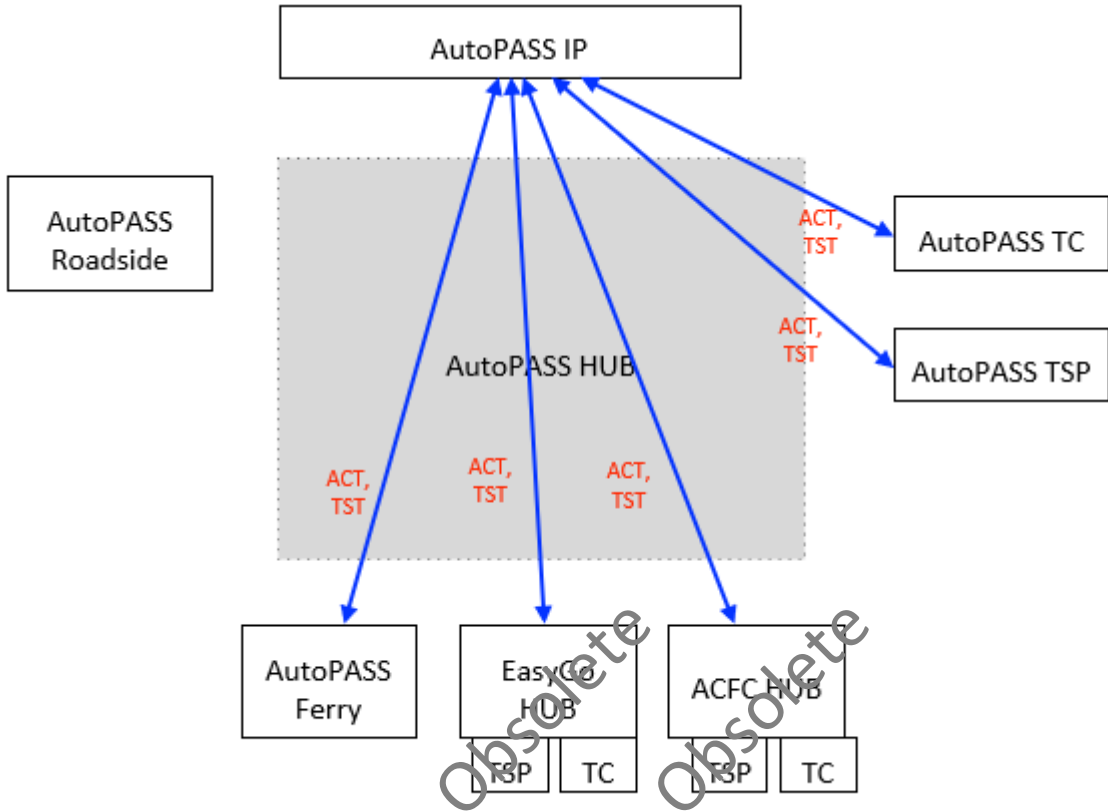 AutoPASS IP
AutoPASS
Roadside
ACT,
TST
AutoPASS TC
ACT,
TST
AutoPASS TSP
AutoPASS HUB
ACT,
TST
ACT,
TST
ACT,
TST
AutoPASS
Ferry
EasyGo
HUB
TSP
TC
Obsolete
ACFC HUB
TSP
TC
Obsolete